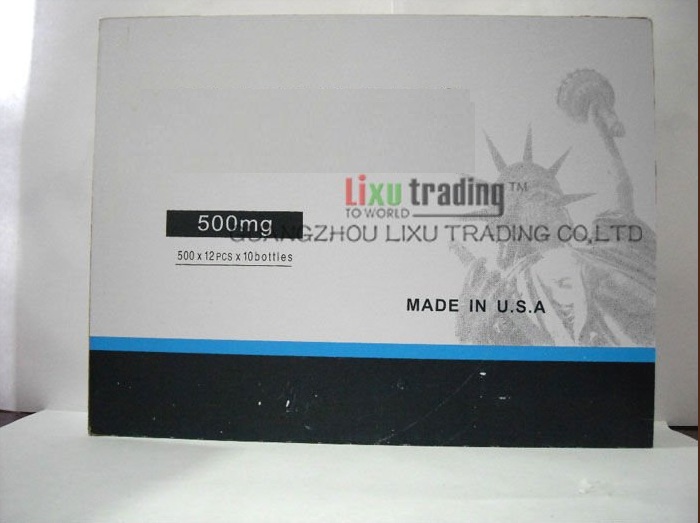 Lixu trading™
TO WORLD
500mg
GUANGZHOU LIXU TRADING CO,LTD
500 x 12PCS x 10bottles
MADE IN U.S.A